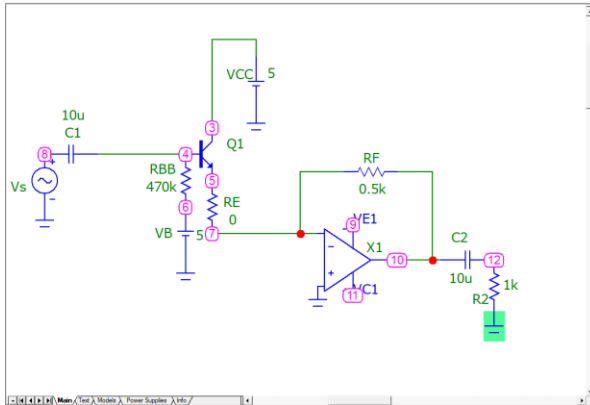 VCC
5
10u
C1
3
Q1
8
4
Vs
+
-
RBB
470k
5
RE
0
6
VB
5
7
RF
0.5k
9
VE1
-
+
X1
10
11
VC1
C2
10u
12
1k
R2
Main
Text
Models
Power Supplies
Info